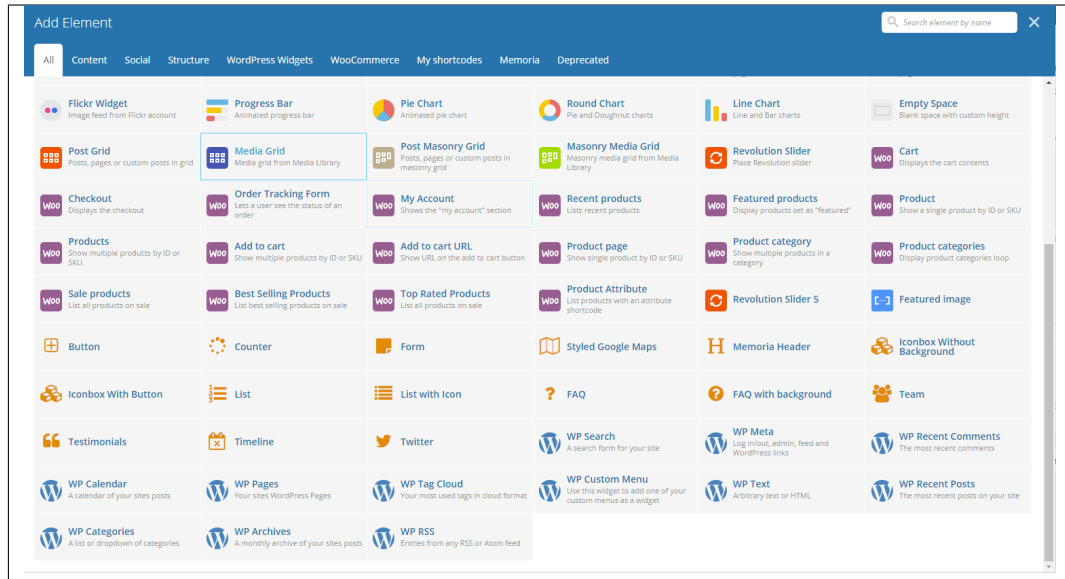 Add Element
Search element by name
All Content Social Structure WordPress Widgets WooCommerce My shortcodes Memoria Deprecated
Flickr Widget
Image feed from Flickr account
Progress Bar
Animated progress bar
Pie Chart
Animated pie chart
Round Chart
Pie and Doughnut charts
Line Chart
Line and Bar charts
Empty Space
Blank space with custom height
Post Grid
Posts, pages or custom posts in grid
Media Grid
Media grid from Media Library
Post Masonry Grid
Posts, pages or custom posts in
masonry grid
Masonry Media Grid
Masonry media grid from Media
Library
Revolution Slider
Place Revolution slider
Woo
Cart
Displays the cart contents
Woo
Checkout
Displays the checkout
Woo
Order Tracking Form
Lets a user see the status of an
order
Woo
My Account
Shows the "my account" section
Woo
Recent products
Lists recent products
Woo
Featured products
Display products set as "featured"
Woo
Product
Show a single product by ID or SKU
Woo
Products
Show multiple products by ID or
SKU.
Woo
Add to cart
Show multiple products by ID or SKU
Woo
Add to cart URL
Show URL on the add to cart button
Woo
Product page
Show single product by ID or SKU
Woo
Product category
Show multiple products in a
category
Woo
Product categories
Display product categories loop
Woo
Sale products
List all products on sale
Woo
Best Selling Products
List best selling products on sale
Woo
Top Rated Products
List all products on sale
Woo
Product Attribute
List products with an attribute
shortcode
Revolution Slider 5
Featured image
Button
Counter
Form
Styled Google Maps
H Memoria Header
Iconbox Without
Background
Iconbox With Button
List
List with Icon
? FAQ
? FAQ with background
Team
Testimonials
Timeline
Twitter
WP Search
A search form for your site
WP Meta
Log in/out, admin, feed and
WordPress links
WP Recent Comments
The most recent comments
WP Calendar
A calendar of your sites posts
WP Pages
Your sites WordPress Pages
WP Tag Cloud
Your most used tags in cloud format
WP Custom Menu
Use this widget to add one of your
custom menus as a widget
WP Text
Arbitrary text or HTML
WP Recent Posts
The most recent posts on your site
WP Categories
A list or dropdown of categories
WP Archives
A monthly archive of your sites posts
WP RSS
Entries from any RSS or Atom feed